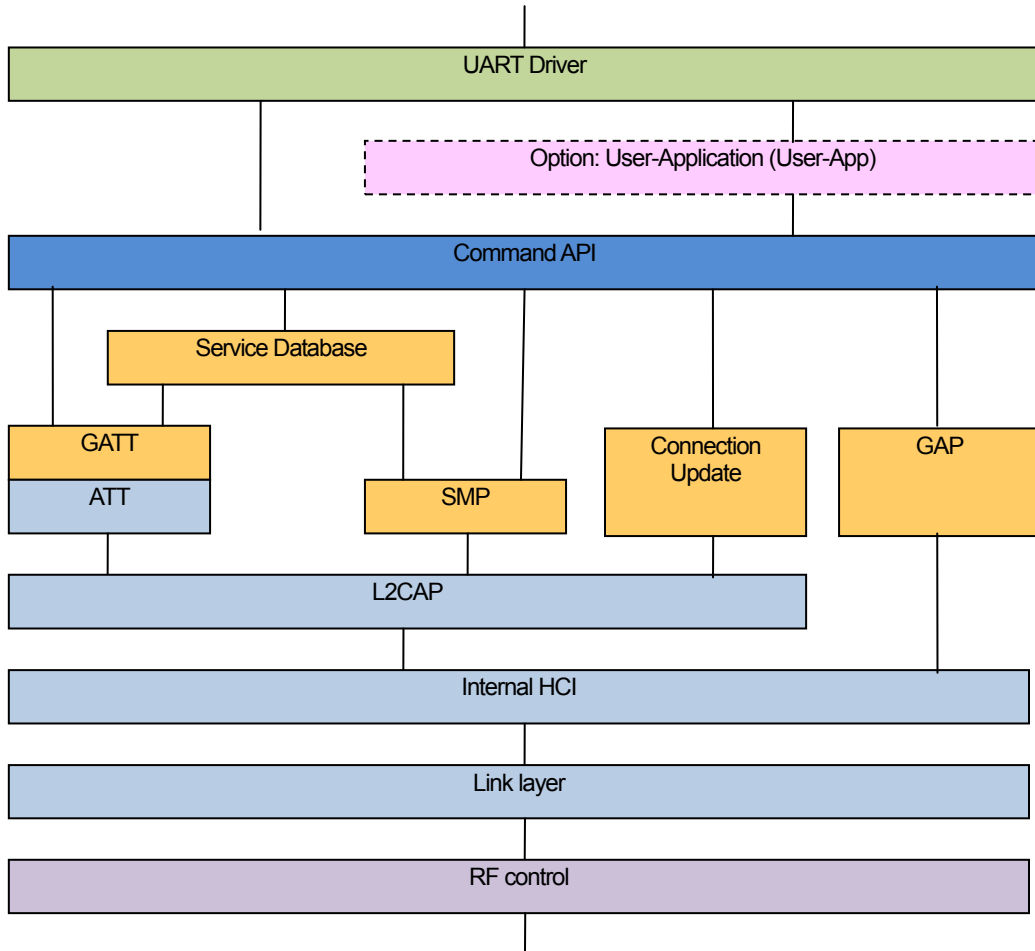 UART Driver
Option: User-Application (User-App)
Command API
Service Database
GATT
ATT
SMP
Connection
Update
GAP
L2CAP
Internal HCI
Link layer
RF control